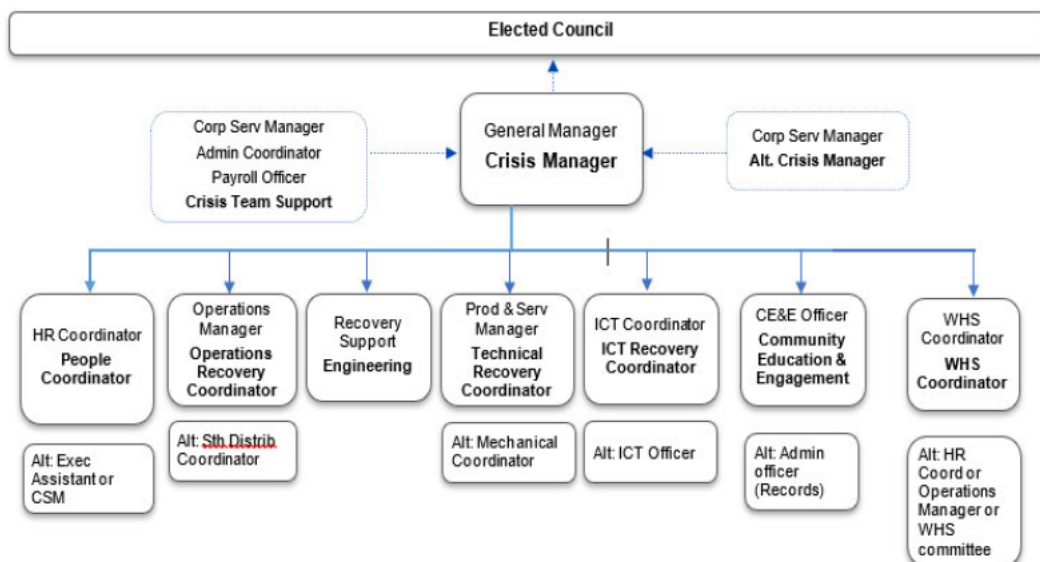 Elected Council
Corp Serv Manager
Admin Coordinator
Payroll Officer
Crisis Team Support
General Manager
Crisis Manager
Corp Serv Manager
Alt. Crisis Manager
HR Coordinator
People
Coordinator
Operations
Manager
Operations
Recovery
Coordinator
Recovery
Support
Engineering
Prod & Serv
Manager
Technical
Recovery
Coordinator
ICT Coordinator
ICT Recovery
Coordinator
CE&E Officer
Community
Education &
Engagement
WHS
Coordinator
WHS
Coordinator
Alt: Exec
Assistant or
CSM
Alt: Sth Distrib
Coordinator
Alt: Mechanical
Coordinator
Alt: ICT Officer
Alt: Admin
officer
(Records)
Alt: HR
Coord or
Operations
Manager or
WHS
committee